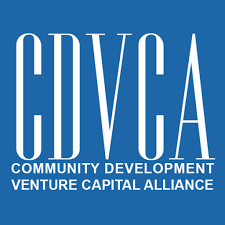 CDVCA
COMMUNITY DEVELOPMENT
VENTURE CAPITAL ALLIANCE